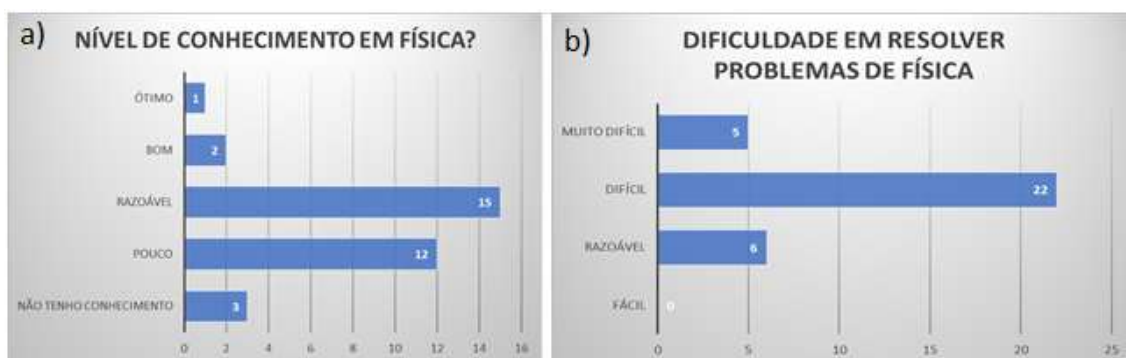 a) NÍVEL DE CONHECIMENTO EM FÍSICA?
ÓTIMO
1
BOM
2
RAZOÁVEL
15
POUCO
12
NÃO TENHO CONHECIMENTO
3
0 2 4 6 8 10 12 14 16
b) DIFICULDADE EM RESOLVER
PROBLEMAS DE FÍSICA
MUITO DIFÍCIL
5
DIFÍCIL
22
RAZOÁVEL
6
FÁCIL
0
0 5 10 15 20 25